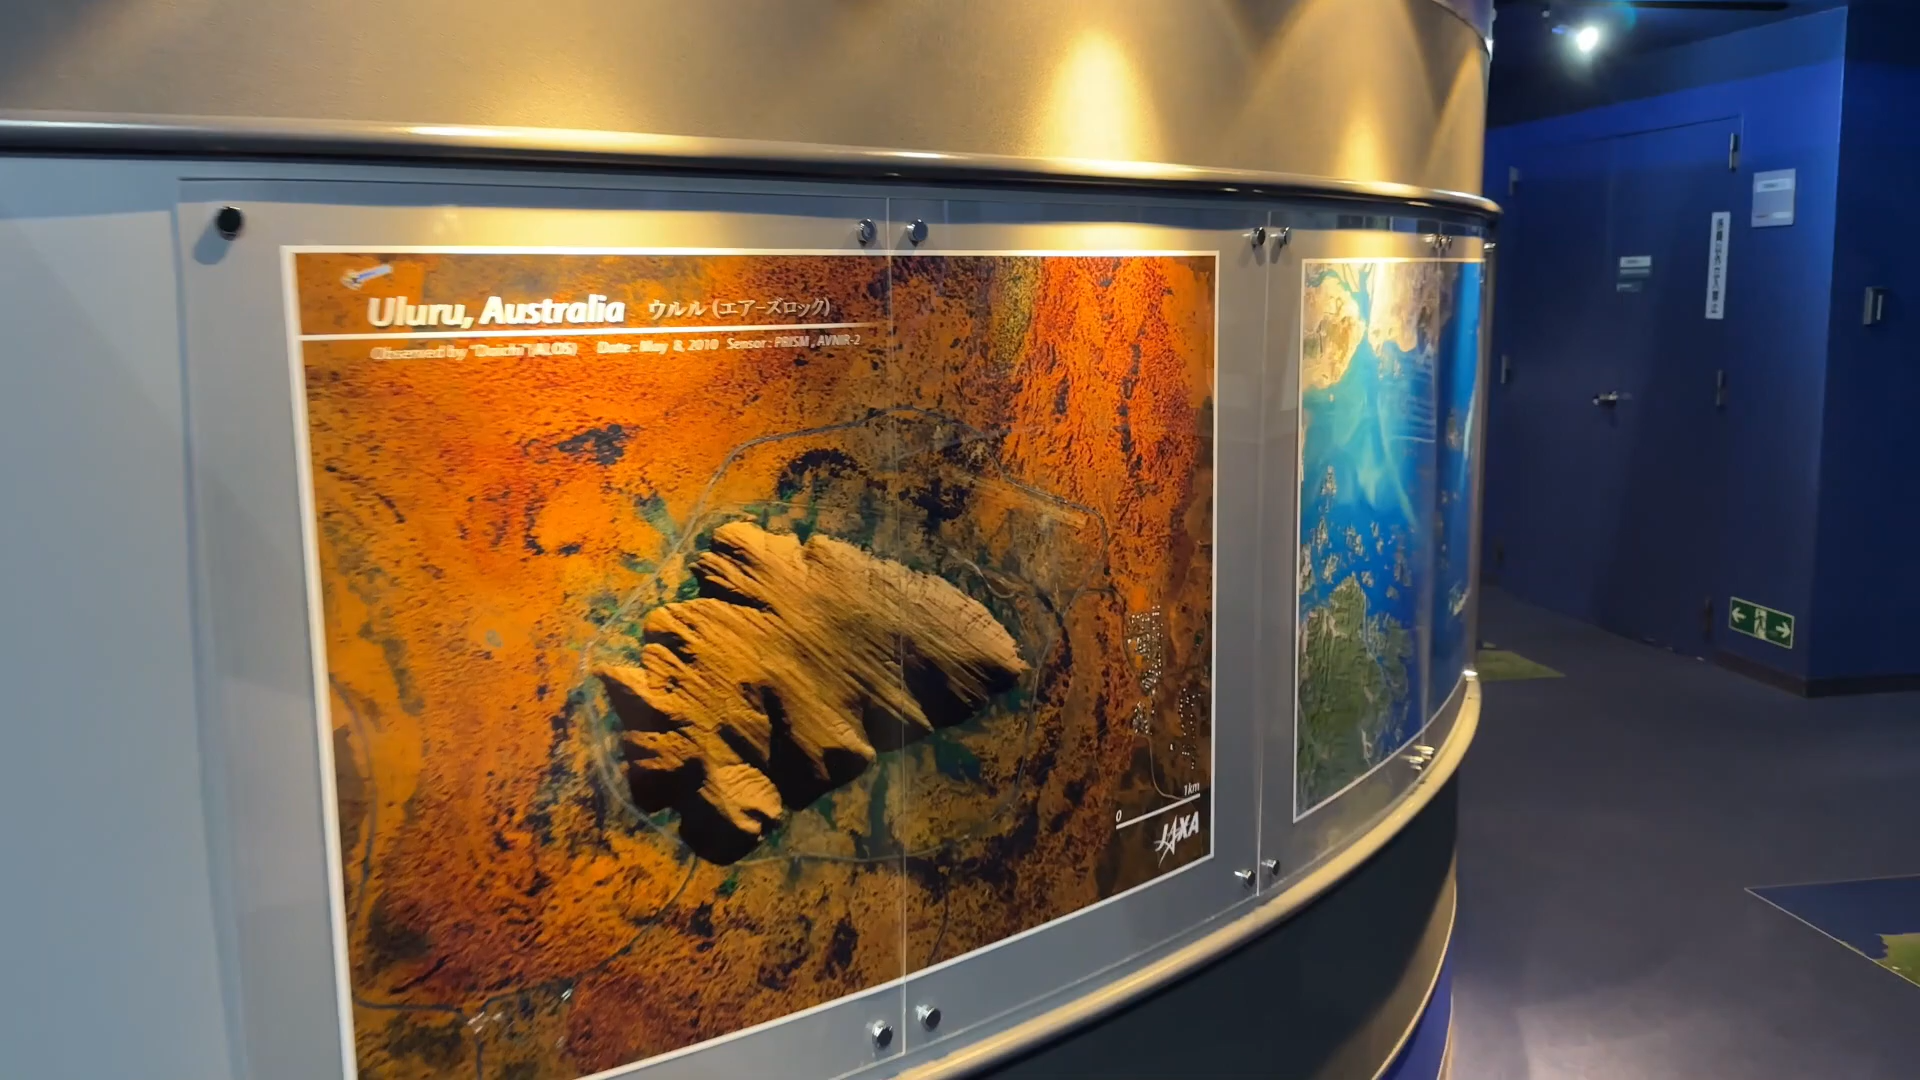 Uluru, Australia ウルル (エアーズロック)
Observed by "Daichi" (ALOS) Date : May 8, 2010 Sensor : PRISM , AVNIR-2
0 1km
JAXA